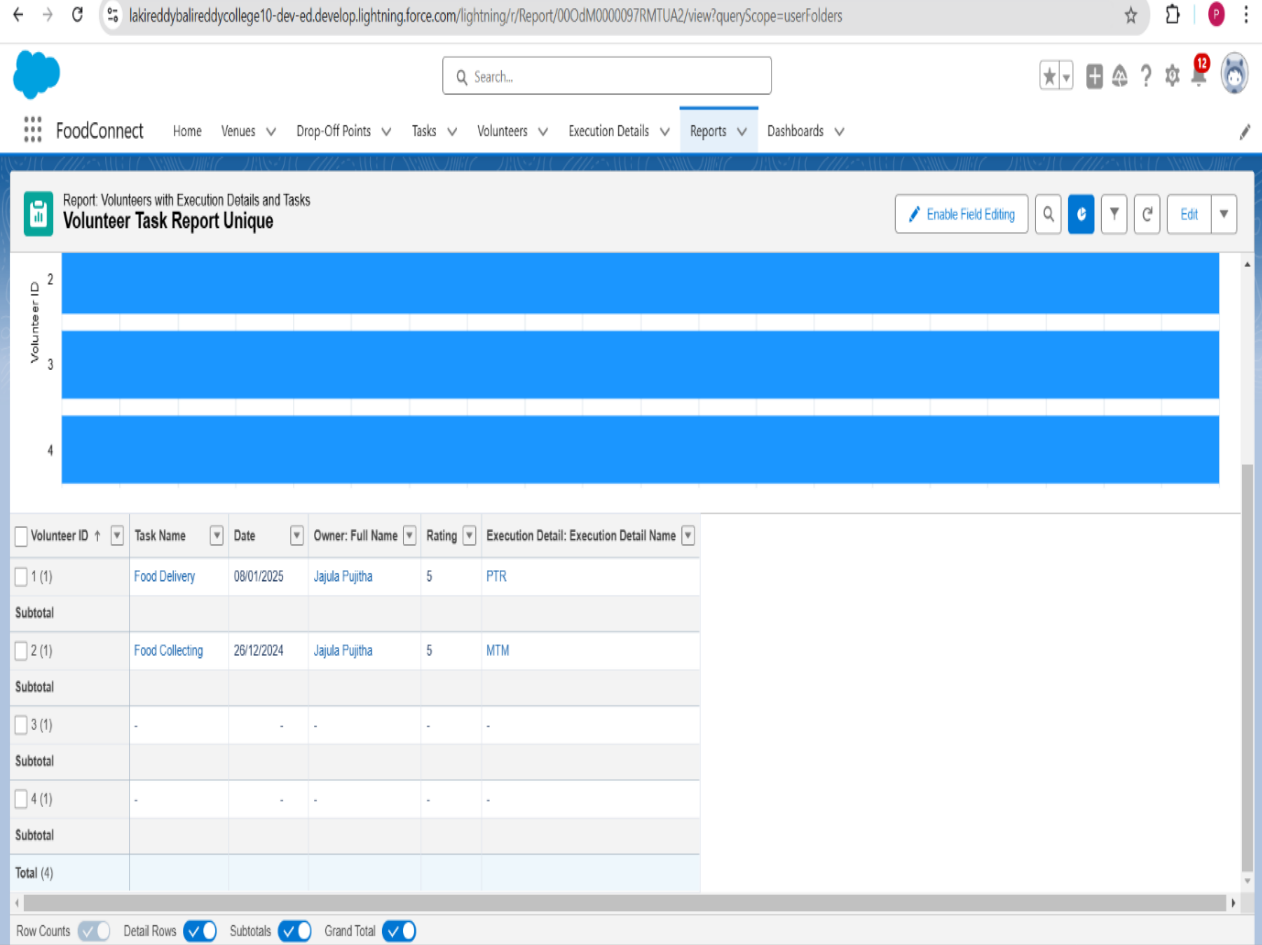 lakireddybalireddycollege10-dev-ed.develop.lightning.force.com/lightning/r/Report/00OdM0000097RMTUA2/view?queryScope=userFolders
P
Search...
12
FoodConnect Home Venues Drop-Off Points Tasks Volunteers Execution Details Reports Dashboards
Report: Volunteers with Execution Details and Tasks
Volunteer Task Report Unique
Enable Field Editing Edit
Volunteer ID
2
3
4
Volunteer ID ↑ Task Name Date Owner: Full Name Rating Execution Detail: Execution Detail Name
1 (1) Food Delivery 08/01/2025 Jajula Pujitha 5 PTR
Subtotal
2 (1) Food Collecting 26/12/2024 Jajula Pujitha 5 MTM
Subtotal
3 (1) - - - - -
Subtotal
4 (1) - - - - -
Subtotal
Total (4)
Row Counts Detail Rows Subtotals Grand Total